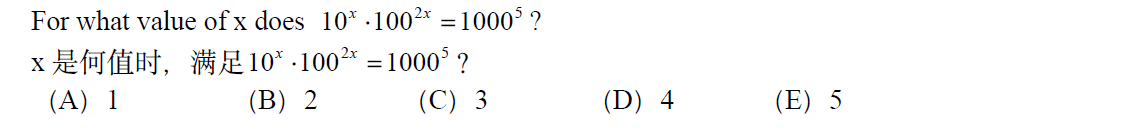 For what value of x does 10^x · 100^{2x} = 1000^5 ?
x 是何值时，满足 10^x · 100^{2x} = 1000^5 ?
(A) 1 (B) 2 (C) 3 (D) 4 (E) 5